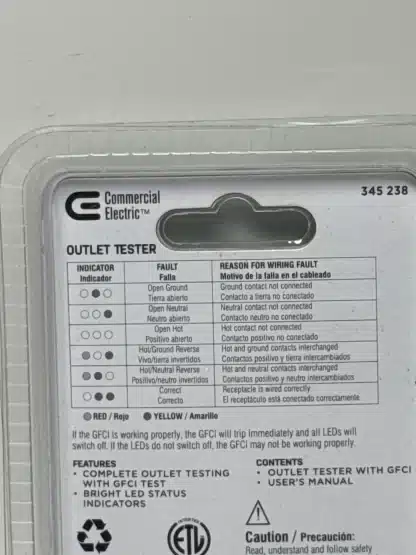 Commercial
Electric™
345 238
OUTLET TESTER
INDICATOR FAULT REASON FOR WIRING FAULT
Indicador Falla Motivo de la falla en el cableado
Open Ground Ground contact not connected
Tierra abierto Contacto a tierra no conectado
Open Neutral Neutral contact not connected
Neutro abierto Contacto neutro no conectado
Open Hot Hot contact not connected
Positivo abierto Contacto positivo no conectado
Hot/Ground Reverse Hot and ground contacts interchanged
Vivo/tierra invertidos Contactos positivo y tierra intercambiados
Hot/Neutral Reverse Hot and neutral contacts interchanged
Positivo/neutro invertidos Contactos positivo y neutro intercambiados
Correct Receptacle is wired correctly
Correcto El receptáculo está conectado correctamente
RED / Rojo YELLOW / Amarillo
If the GFCI is working properly, the GFCI will trip immediately and all LEDs will
switch off. If the LEDs do not switch off, the GFCI may not be working properly.
FEATURES
• COMPLETE OUTLET TESTING
WITH GFCI TEST
• BRIGHT LED STATUS
INDICATORS
CONTENTS
• OUTLET TESTER WITH GFCI
• USER'S MANUAL
ETL
Caution / Precaución:
Read, understand and follow safety